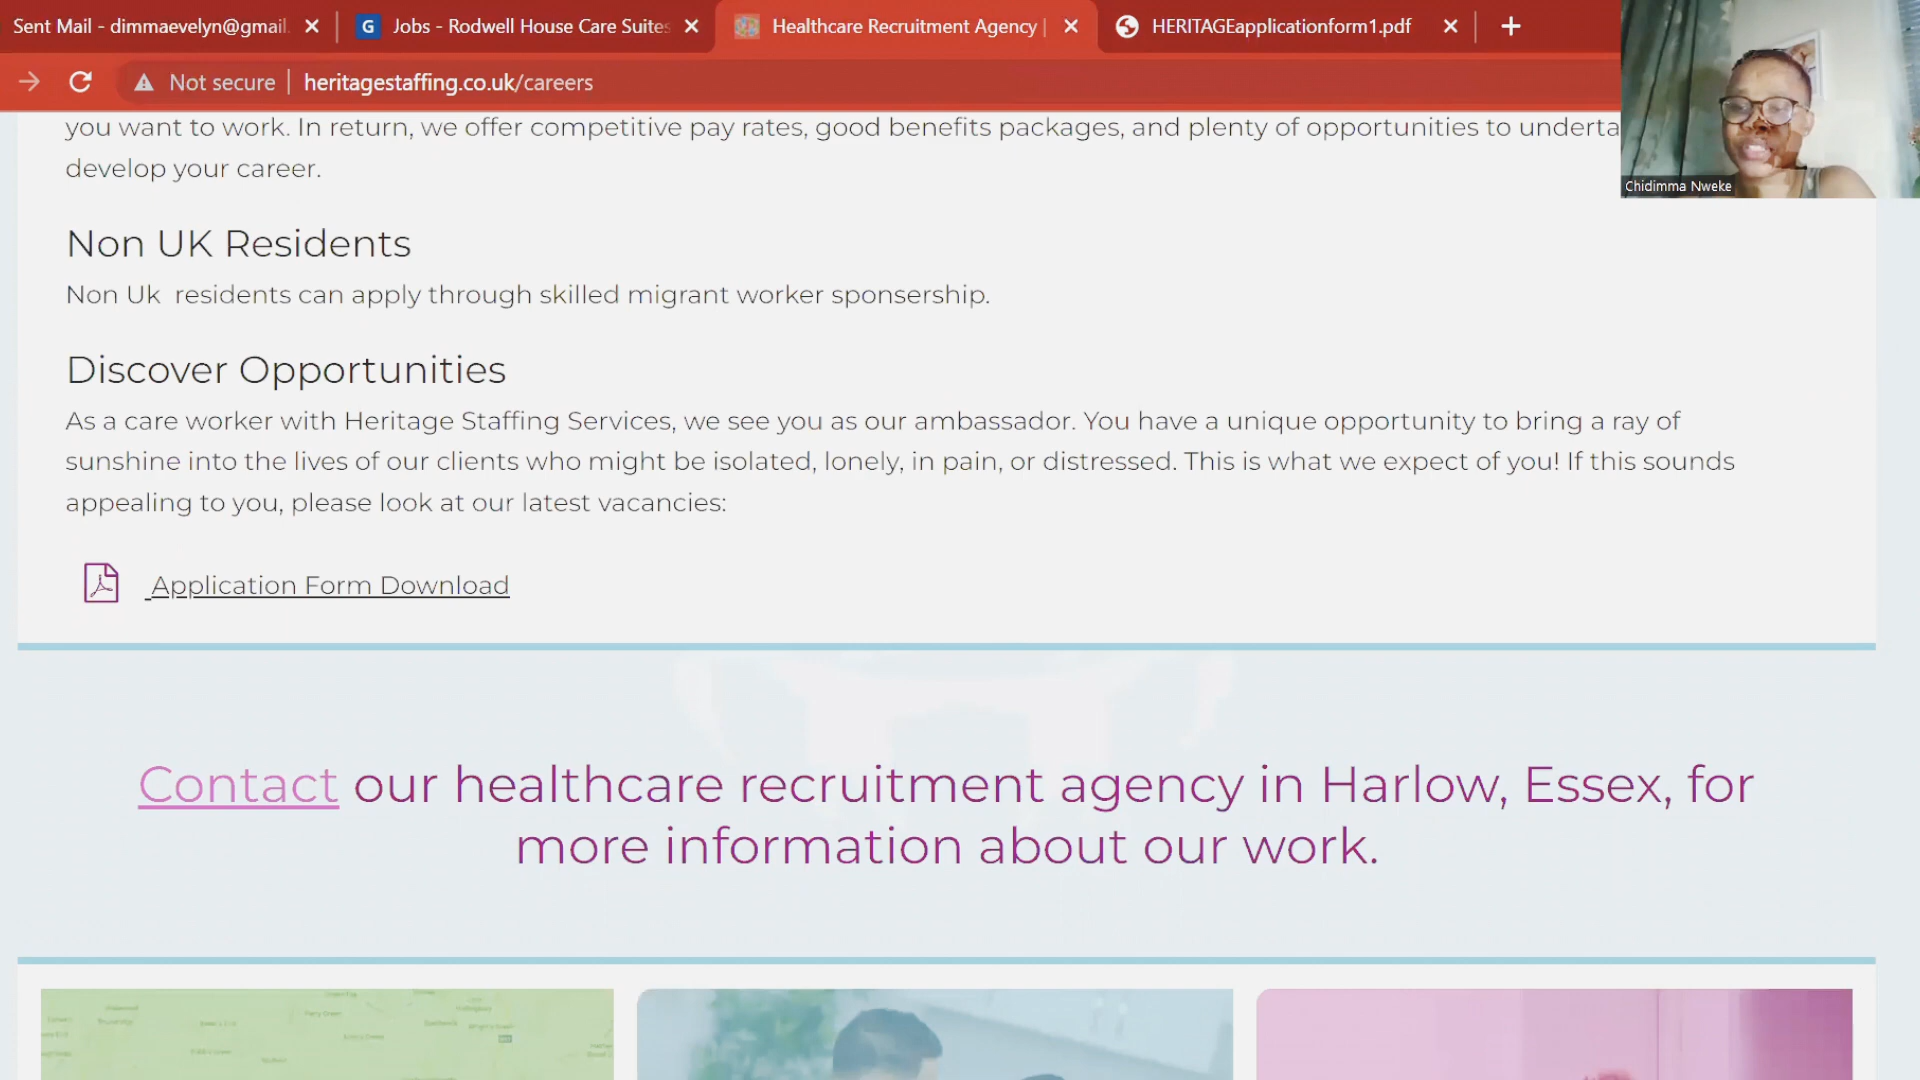 Sent Mail - dimmaevelyn@gmail.
Jobs - Rodwell House Care Suites
Healthcare Recruitment Agency |
HERITAGEapplicationform1.pdf
Not secure heritagestaffing.co.uk/careers
Chidimma Nweke
you want to work. In return, we offer competitive pay rates, good benefits packages, and plenty of opportunities to underta
develop your career.
Non UK Residents
Non Uk residents can apply through skilled migrant worker sponsership.
Discover Opportunities
As a care worker with Heritage Staffing Services, we see you as our ambassador. You have a unique opportunity to bring a ray of
sunshine into the lives of our clients who might be isolated, lonely, in pain, or distressed. This is what we expect of you! If this sounds
appealing to you, please look at our latest vacancies:
Application Form Download
Contact our healthcare recruitment agency in Harlow, Essex, for
more information about our work.